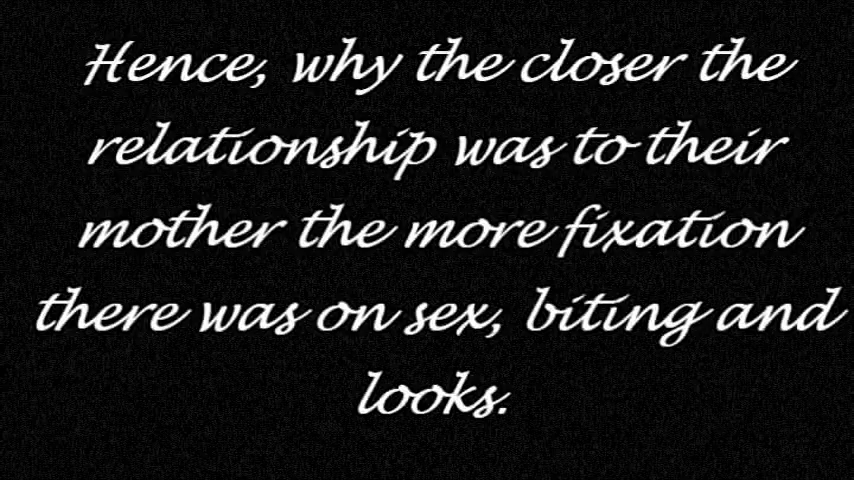 Hence, why the closer the
relationship was to their
mother the more fixation
there was on sex, biting and
looks.